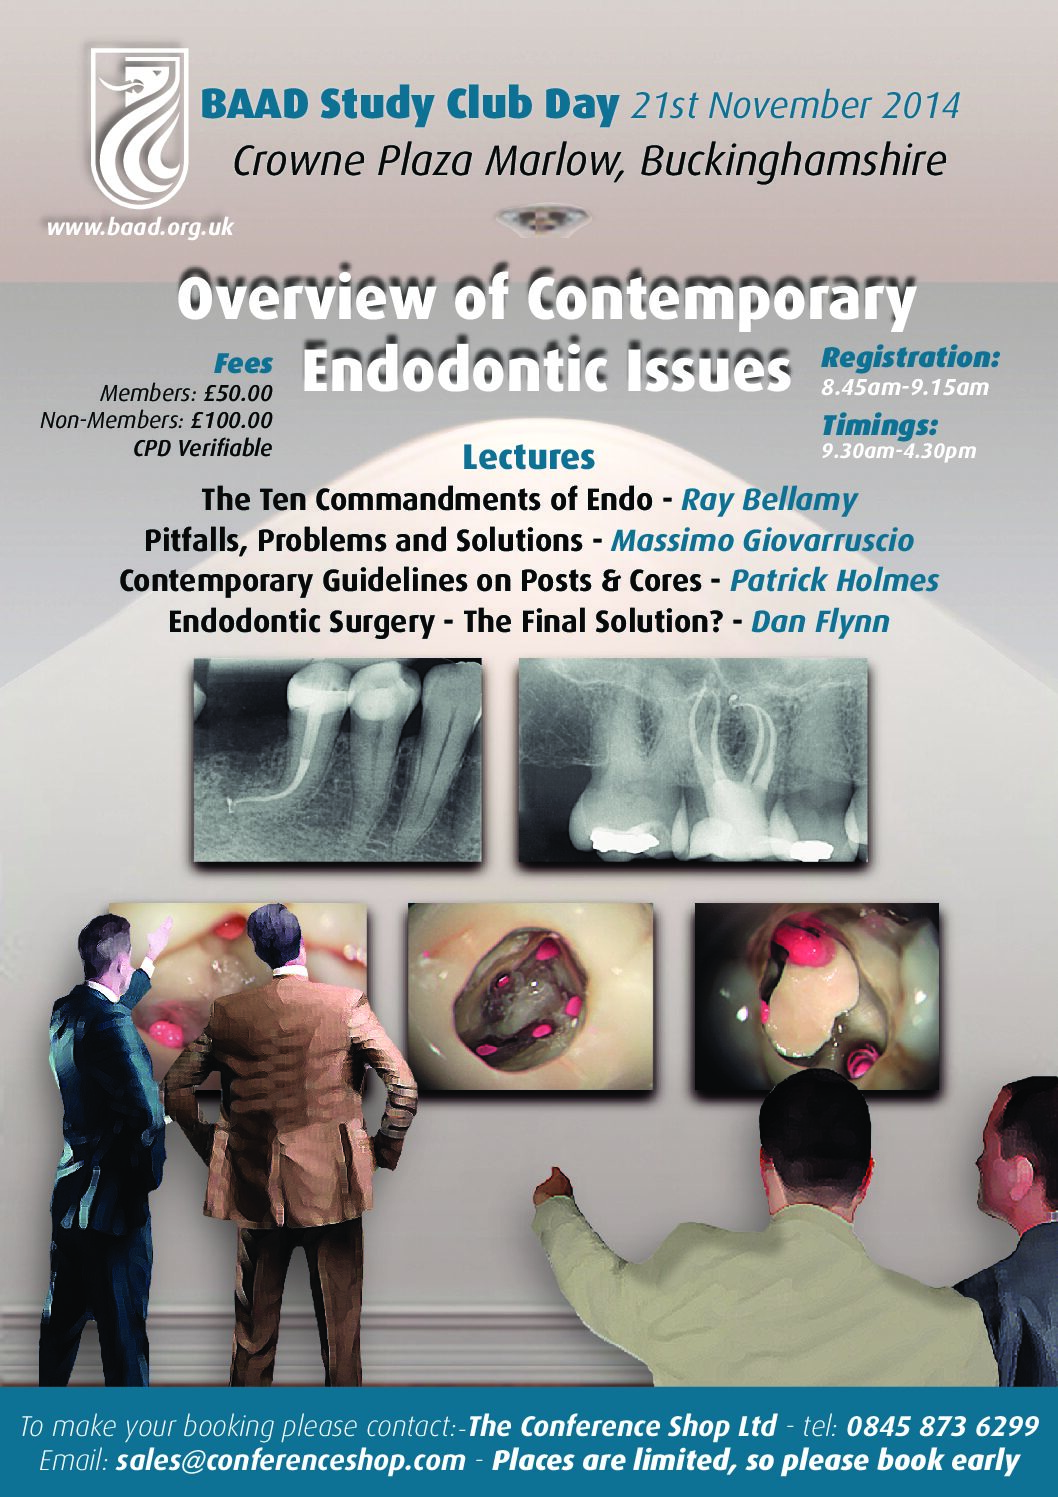 BAAD Study Club Day 21st November 2014
Crowne Plaza Marlow, Buckinghamshire
www.baad.org.uk
Overview of Contemporary
Endodontic Issues
Fees
Members: £50.00
Non-Members: £100.00
CPD Verifiable
Registration:
8.45am-9.15am
Timings:
9.30am-4.30pm
Lectures
The Ten Commandments of Endo - Ray Bellamy
Pitfalls, Problems and Solutions - Massimo Giovarruscio
Contemporary Guidelines on Posts & Cores - Patrick Holmes
Endodontic Surgery - The Final Solution? - Dan Flynn
To make your booking please contact:-The Conference Shop Ltd - tel: 0845 873 6299
Email: sales@conferenceshop.com - Places are limited, so please book early